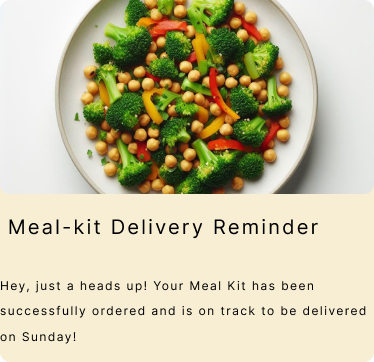 Meal-kit Delivery Reminder
Hey, just a heads up! Your Meal Kit has been
successfully ordered and is on track to be delivered
on Sunday!